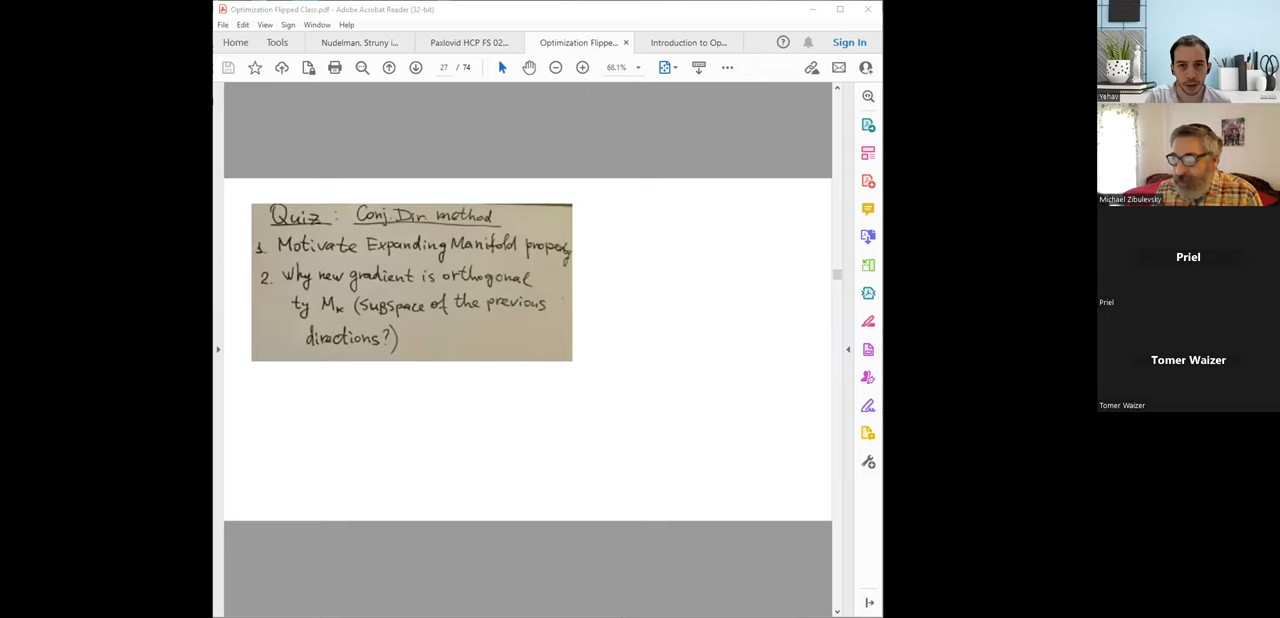 Optimization Flipped Class.pdf - Adobe Acrobat Reader (32-bit)
File Edit View Sign Window Help
Home Tools Nudelman, Struny i... Paxlovid HCP FS 02... Optimization Flippe... × Introduction to Op... Sign In
27 / 74 68.1%
Quiz : Conj.Dir method
1. Motivate Expanding Manifold property
2. Why new gradient is orthogonal
ty Mk (subspace of the previous
directions?)
Yehav
Michael Zibulevsky
Priel
Priel
Tomer Waizer
Tomer Waizer